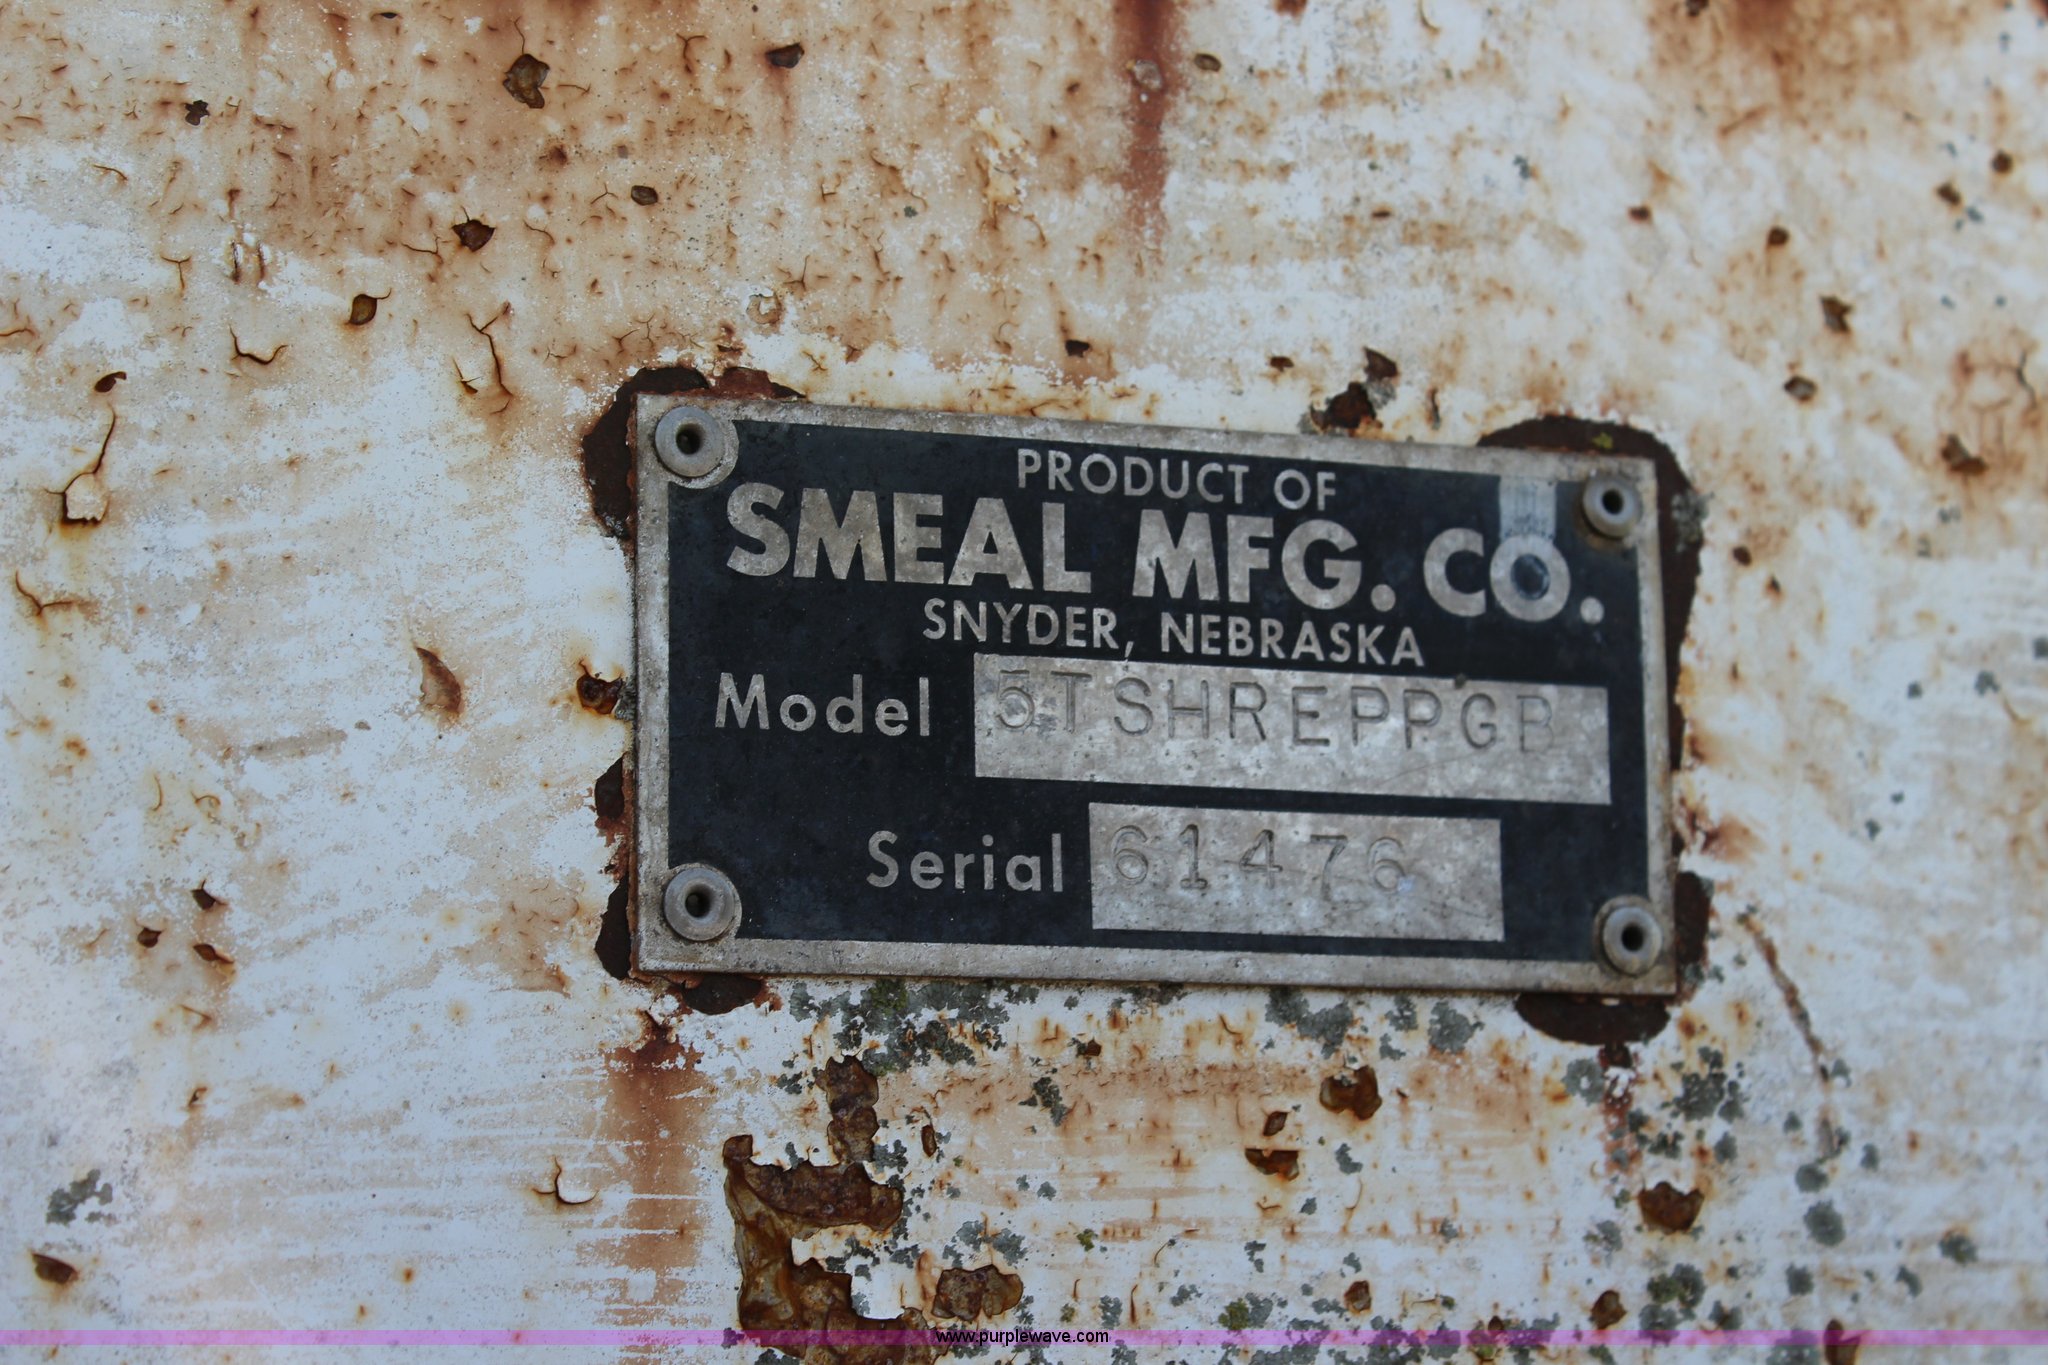 PRODUCT OF
SMEAL MFG. CO.
SNYDER, NEBRASKA
Model 5TSHREPPGB
Serial 61476
www.purplewave.com